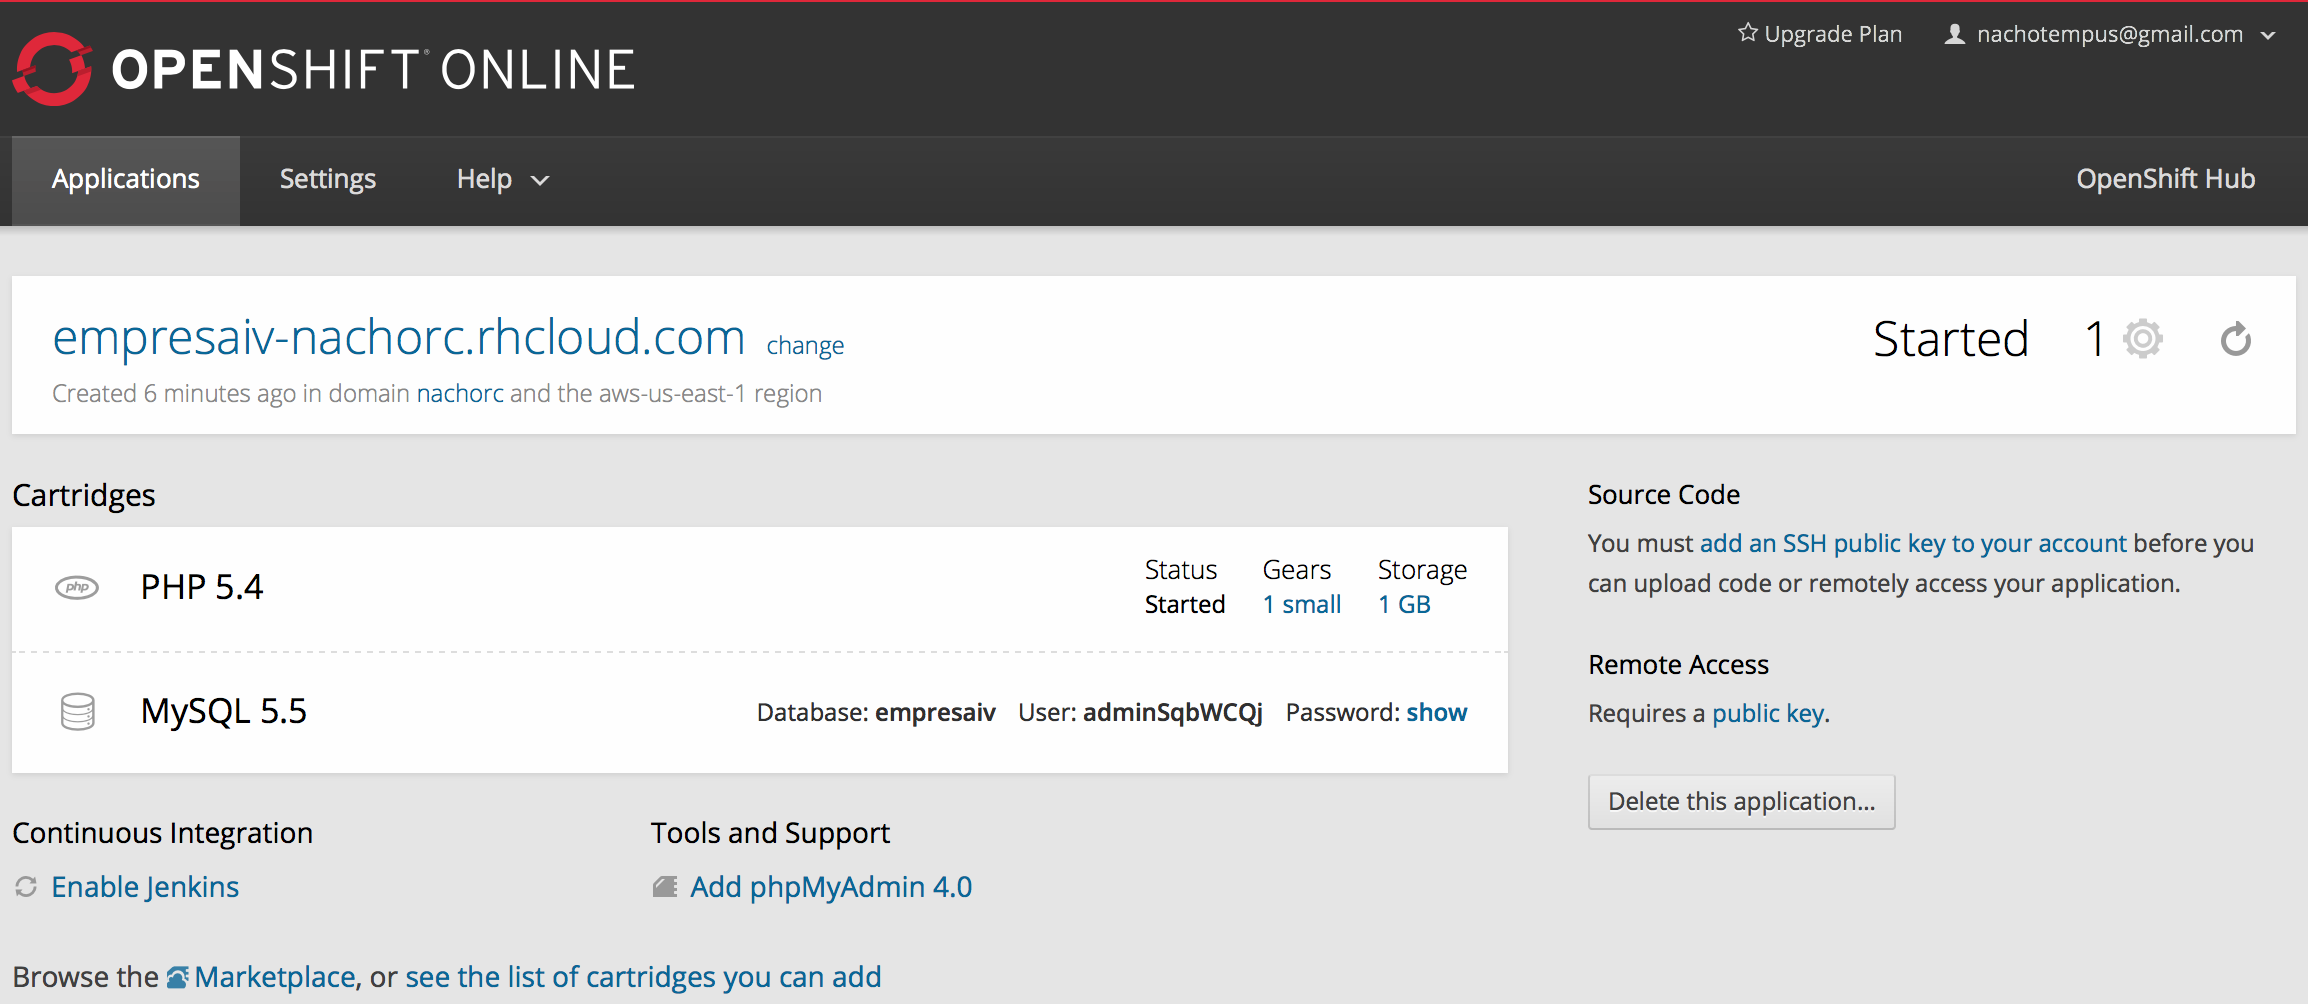 Upgrade Plan nachotempus@gmail.com
OPENSHIFT® ONLINE
Applications Settings Help OpenShift Hub
empresaiv-nachorc.rhcloud.com change Started 1
Created 6 minutes ago in domain nachorc and the aws-us-east-1 region
Cartridges
php PHP 5.4
Status Gears Storage
Started 1 small 1 GB
MySQL 5.5 Database: empresaiv User: adminSqbWCQj Password: show
Continuous Integration
Enable Jenkins
Tools and Support
Add phpMyAdmin 4.0
Browse the Marketplace, or see the list of cartridges you can add
Source Code
You must add an SSH public key to your account before you
can upload code or remotely access your application.
Remote Access
Requires a public key.
Delete this application...